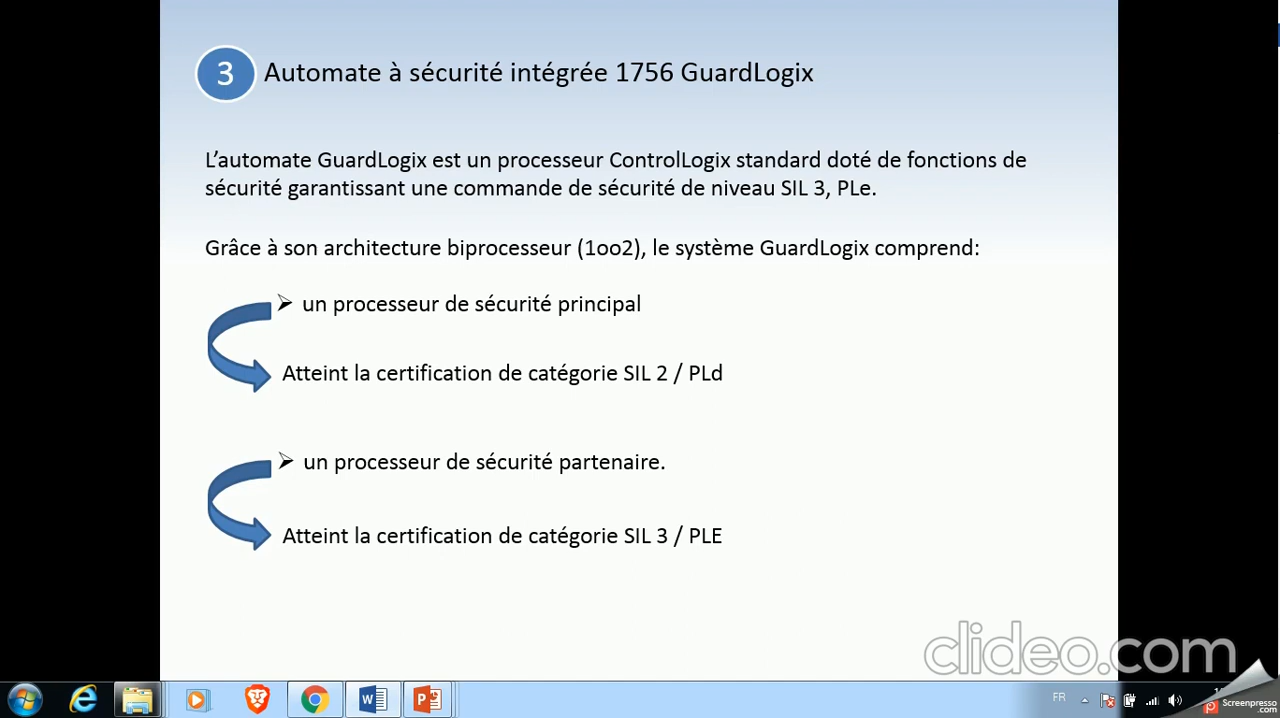 3 Automate à sécurité intégrée 1756 GuardLogix
L’automate GuardLogix est un processeur ControlLogix standard doté de fonctions de
sécurité garantissant une commande de sécurité de niveau SIL 3, PLe.
Grâce à son architecture biprocesseur (1oo2), le système GuardLogix comprend:
un processeur de sécurité principal
Atteint la certification de catégorie SIL 2 / PLd
un processeur de sécurité partenaire.
Atteint la certification de catégorie SIL 3 / PLE
clideo.com
FR
Screenpresso
.com